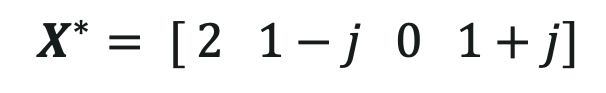 X* = [ 2 1 − j 0 1 + j]